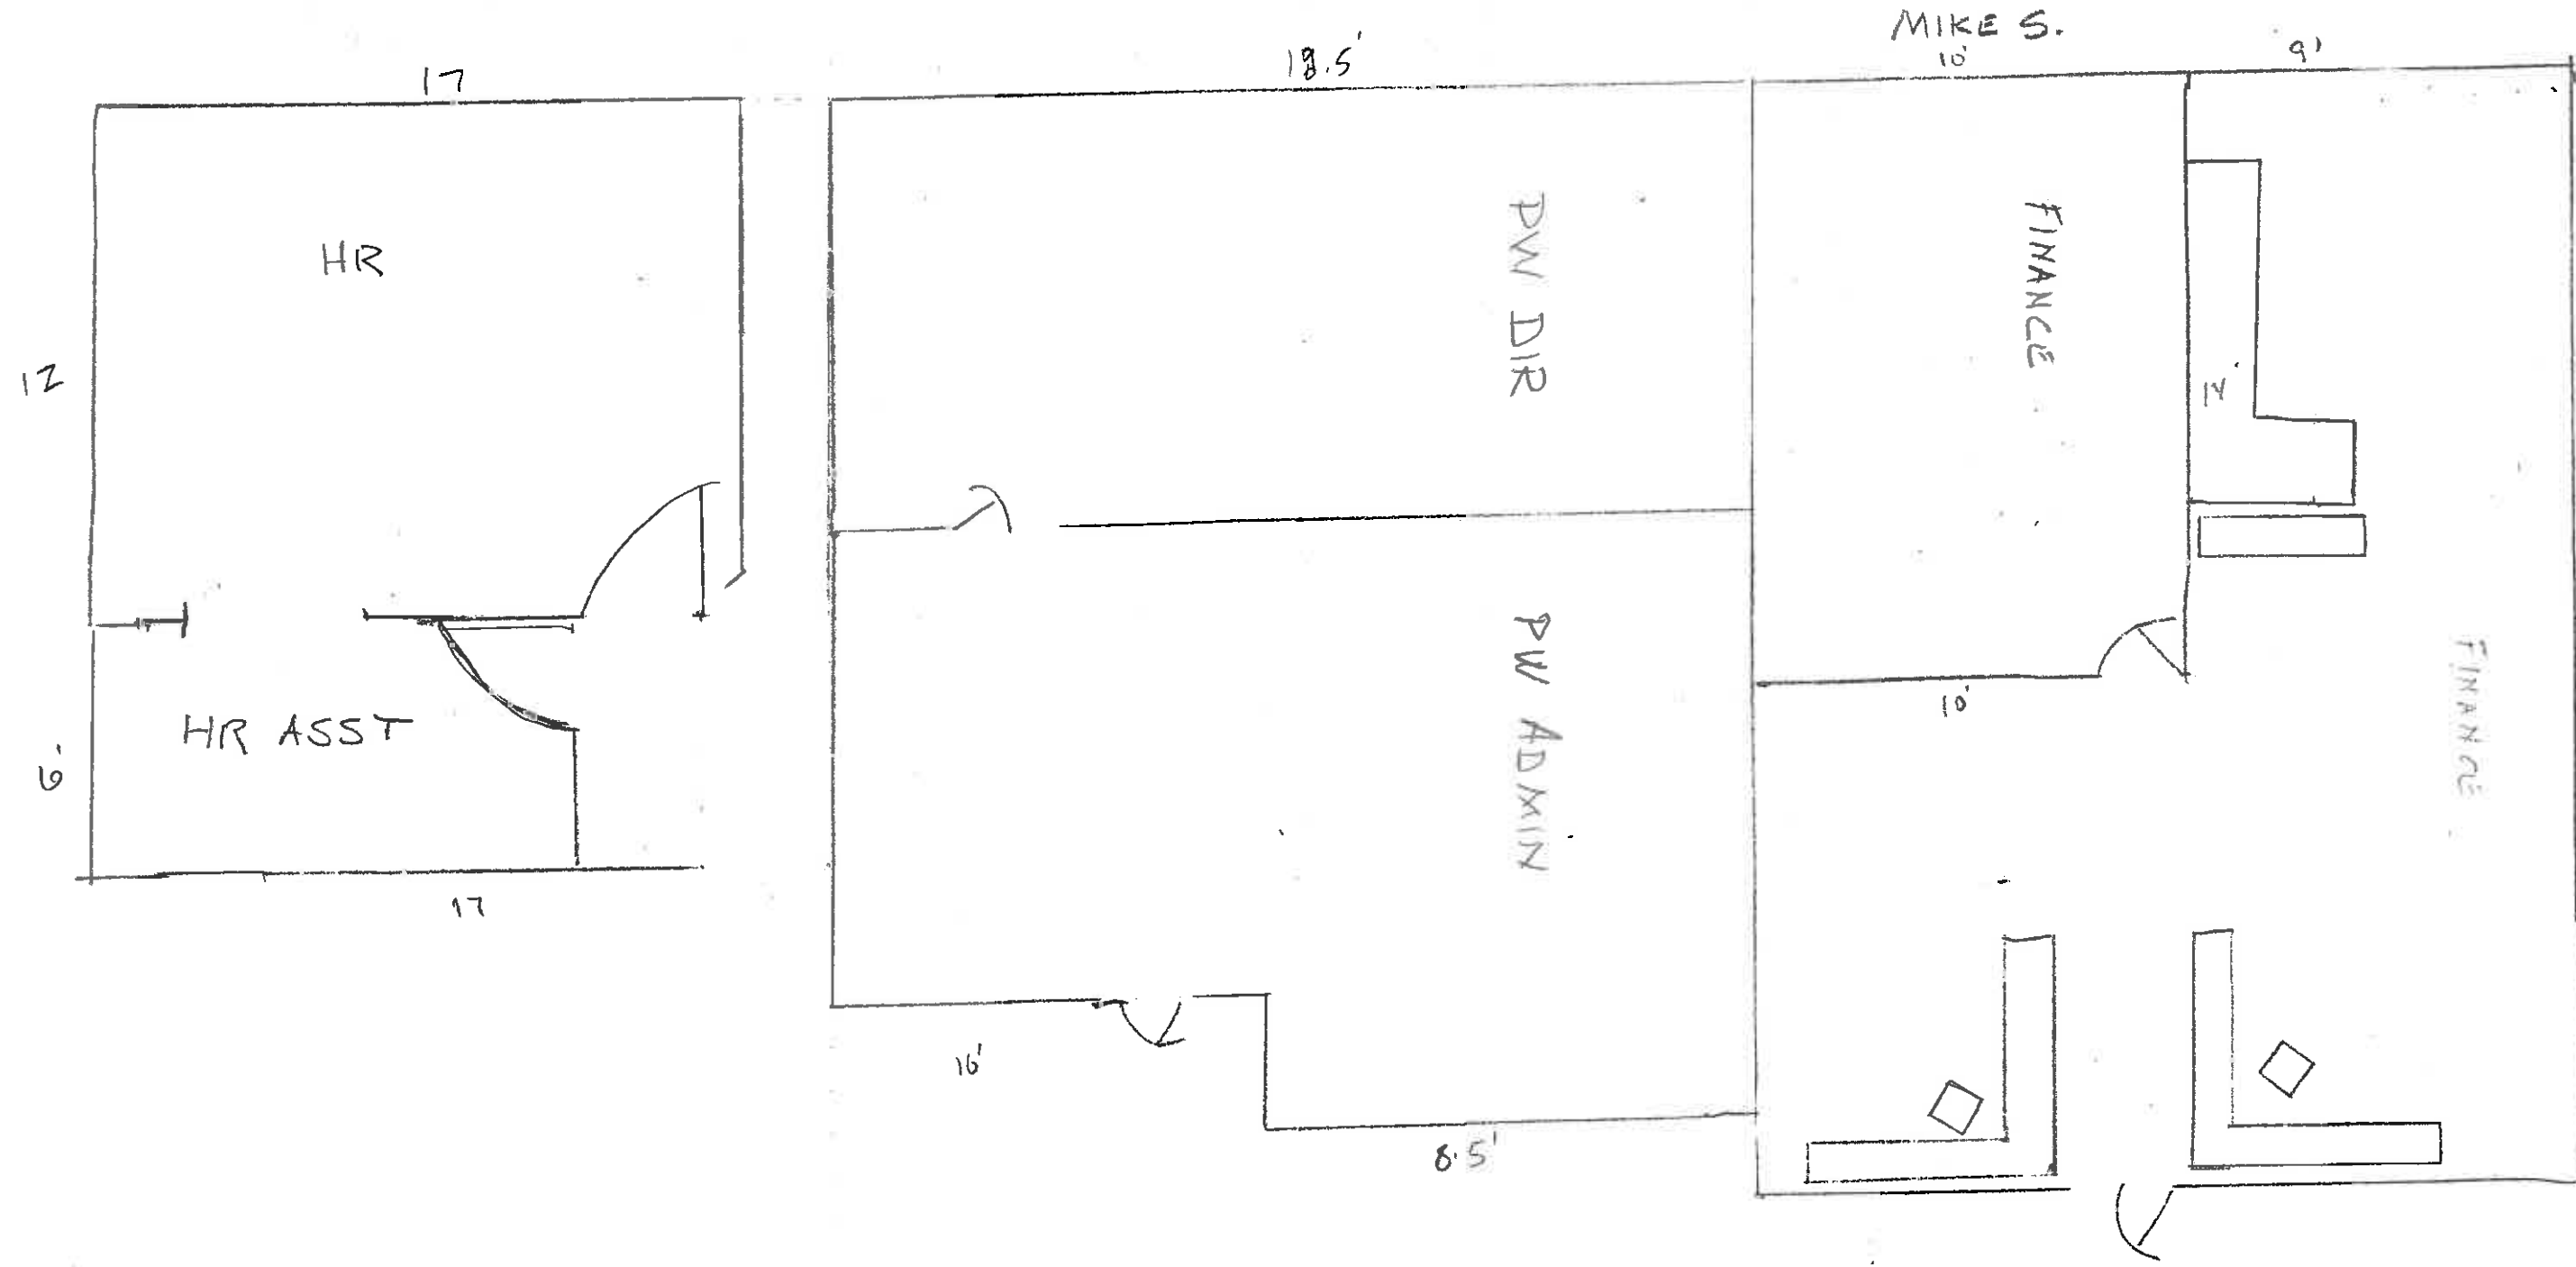 MIKE S.
17
18.5'
10'
9'
HR
PW DIR
FINANCE
12
14'
HR ASST
PW ADMIN
10'
FINANCE
6'
17
8.5'